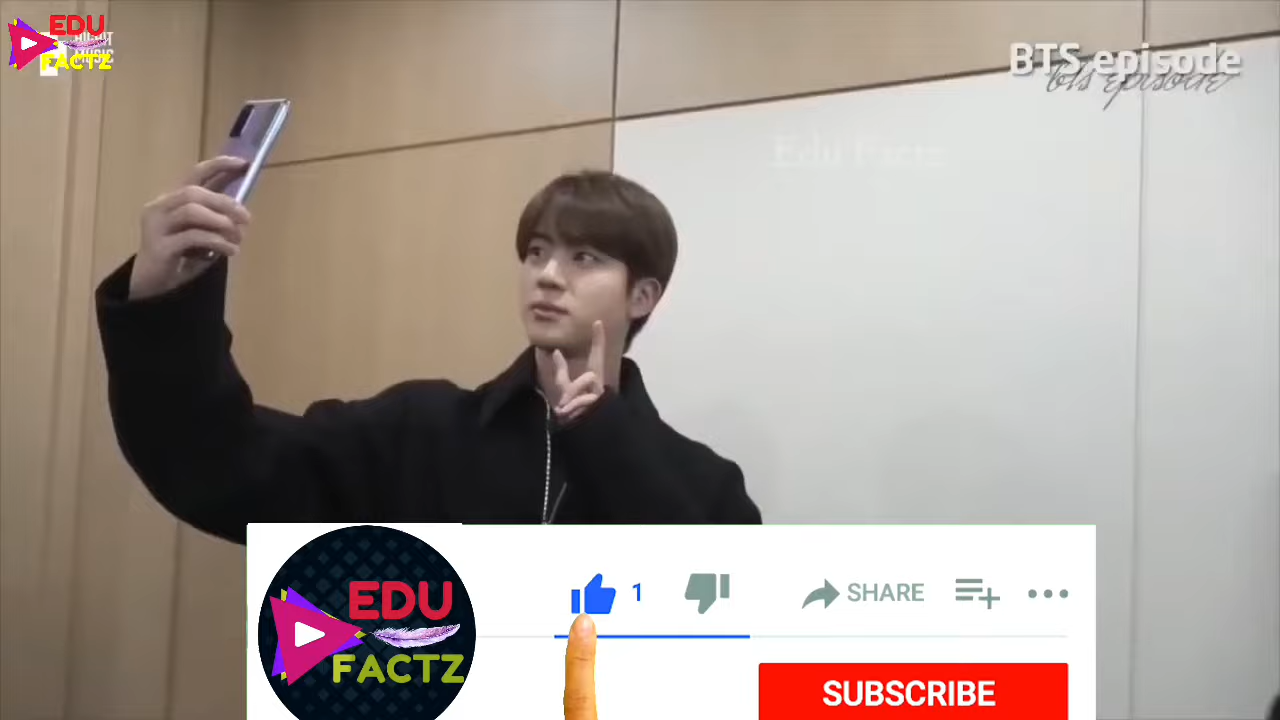 EDU
FACTZ
BTS episode
bts episode
Edu Factz
EDU
FACTZ
1
SHARE
SUBSCRIBE